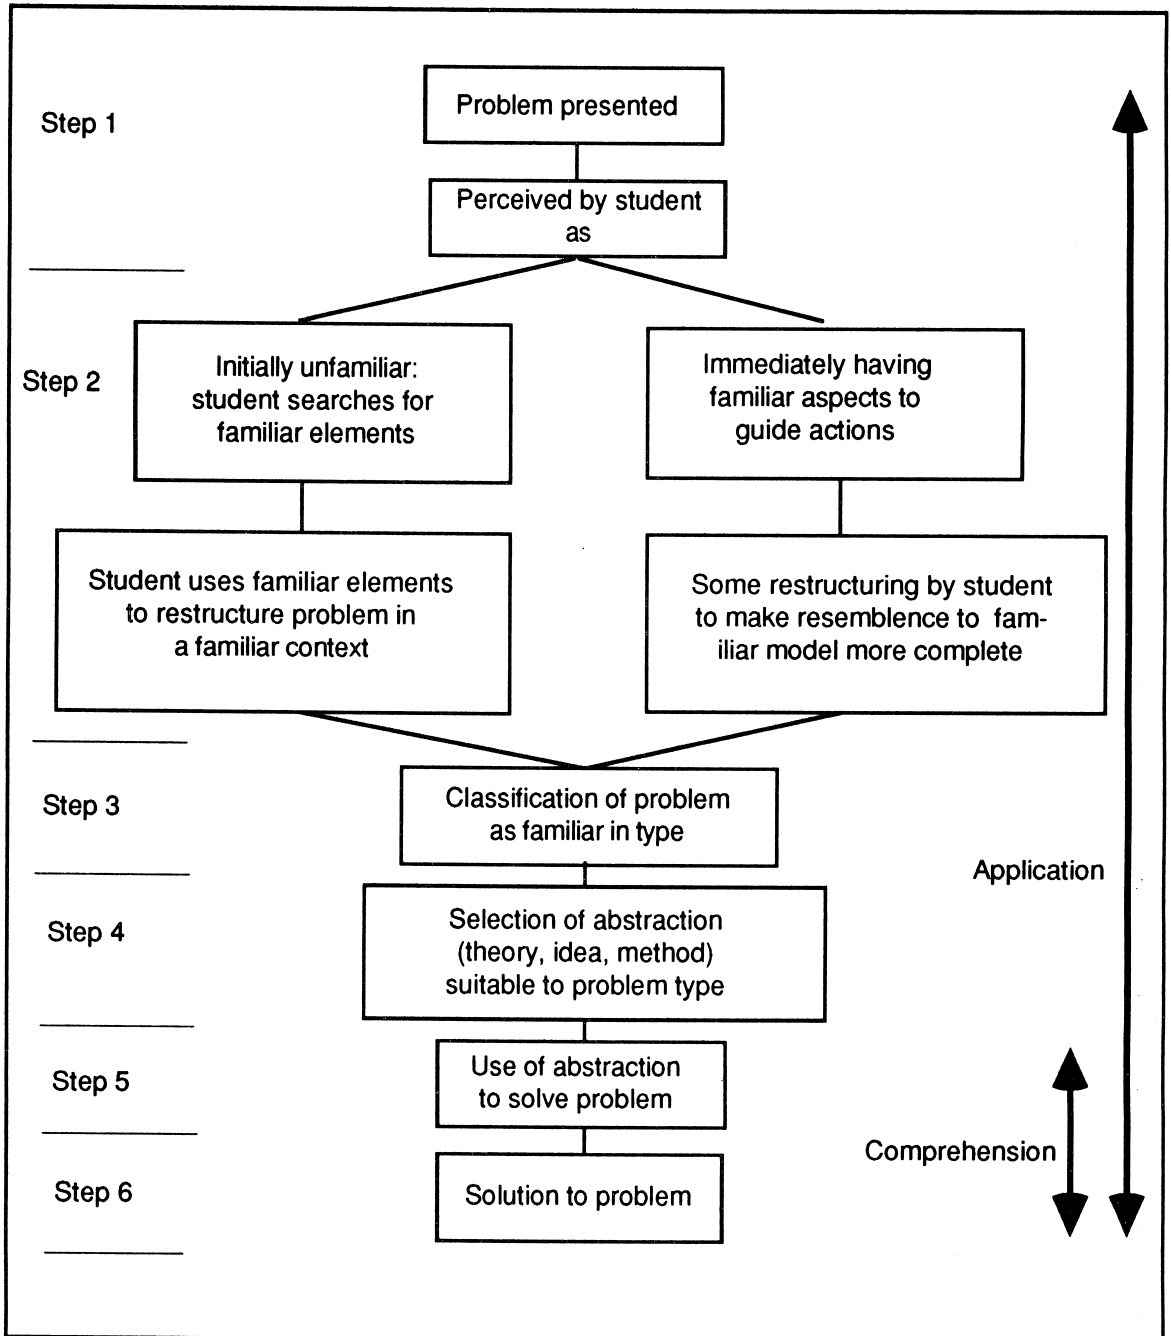 Step 1
Problem presented
Perceived by student
as
Step 2
Initially unfamiliar:
student searches for
familiar elements
Immediately having
familiar aspects to
guide actions
Student uses familiar elements
to restructure problem in
a familiar context
Some restructuring by student
to make resemblence to fam-
iliar model more complete
Step 3
Classification of problem
as familiar in type
Application
Step 4
Selection of abstraction
(theory, idea, method)
suitable to problem type
Step 5
Use of abstraction
to solve problem
Comprehension
Step 6
Solution to problem